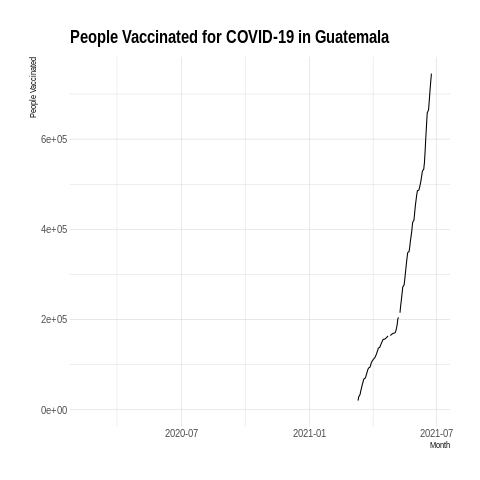 People Vaccinated for COVID-19 in Guatemala
People Vaccinated
6e+05
4e+05
2e+05
0e+00
2020-07 2021-01 2021-07
Month